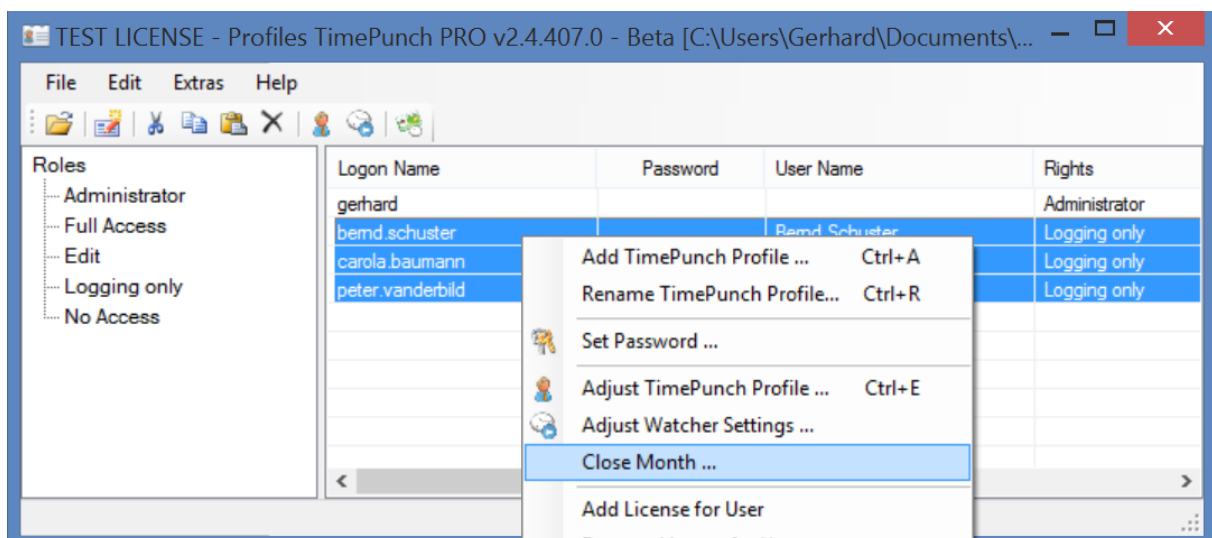 TEST LICENSE - Profiles TimePunch PRO v2.4.407.0 - Beta [C:\Users\Gerhard\Documents\...
File Edit Extras Help
Roles
Administrator
Full Access
Edit
Logging only
No Access
Logon Name Password User Name Rights
gerhard Administrator
bernd.schuster Bernd Schuster Logging only
carola.baumann Logging only
peter.vanderbild Logging only
Add TimePunch Profile ... Ctrl+A
Rename TimePunch Profile... Ctrl+R
Set Password ...
Adjust TimePunch Profile ... Ctrl+E
Adjust Watcher Settings ...
Close Month ...
Add License for User